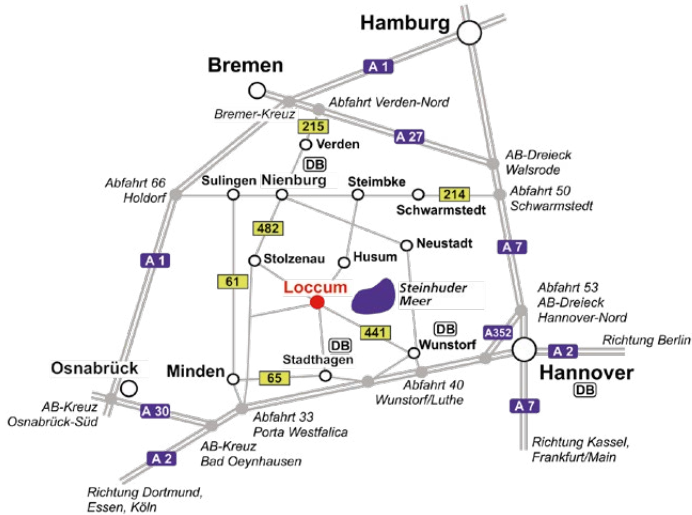 Hamburg
A 1
Bremen
Abfahrt Verden-Nord
Bremer-Kreuz
215
A 27
Verden
DB
AB-Dreieck
Walsrode
Abfahrt 66
Holdorf
Sulingen
Nienburg
Steimbke
214
Schwarmstedt
Abfahrt 50
Schwarmstedt
482
Neustadt
A 7
A 1
Stolzenau
Husum
61
Loccum
Steinhuder
Meer
Abfahrt 53
AB-Dreieck
Hannover-Nord
441
DB
A352
Richtung Berlin
DB
Wunstorf
A 2
Stadthagen
Osnabrück
Minden
65
Hannover
DB
Abfahrt 40
Wunstorf/Luthe
AB-Kreuz
Osnabrück-Süd
A 30
Abfahrt 33
Porta Westfalica
A 7
AB-Kreuz
Bad Oeynhausen
A 2
Richtung Kassel,
Frankfurt/Main
Richtung Dortmund,
Essen, Köln